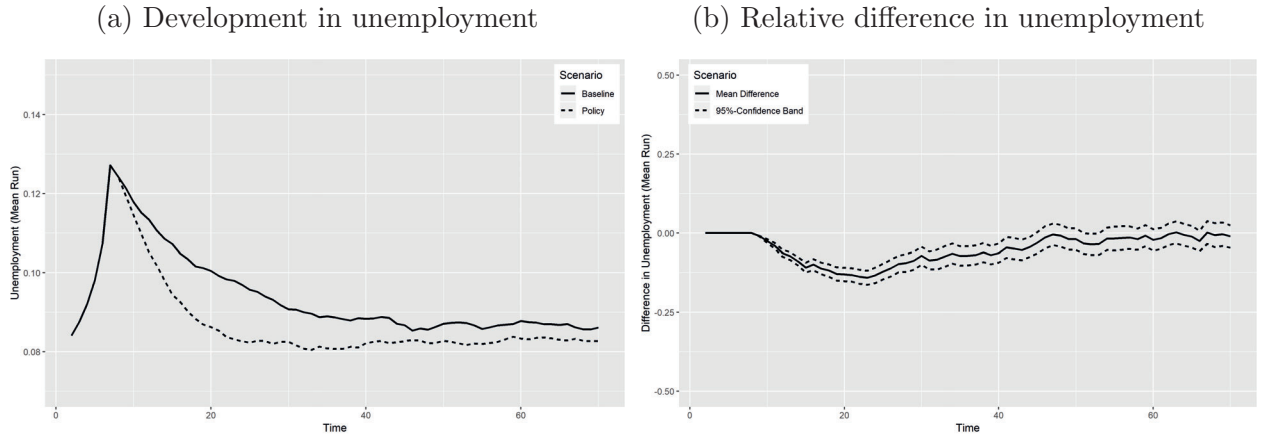 (a) Development in unemployment
Scenario
Baseline
Policy
Unemployment (Mean Run)
0.14
0.12
0.10
0.08
0
20
40
60
Time
(b) Relative difference in unemployment
Scenario
Mean Difference
95%-Confidence Band
Difference in Unemployment (Mean Run)
0.50
0.25
0.00
-0.25
-0.50
0
20
40
60
Time